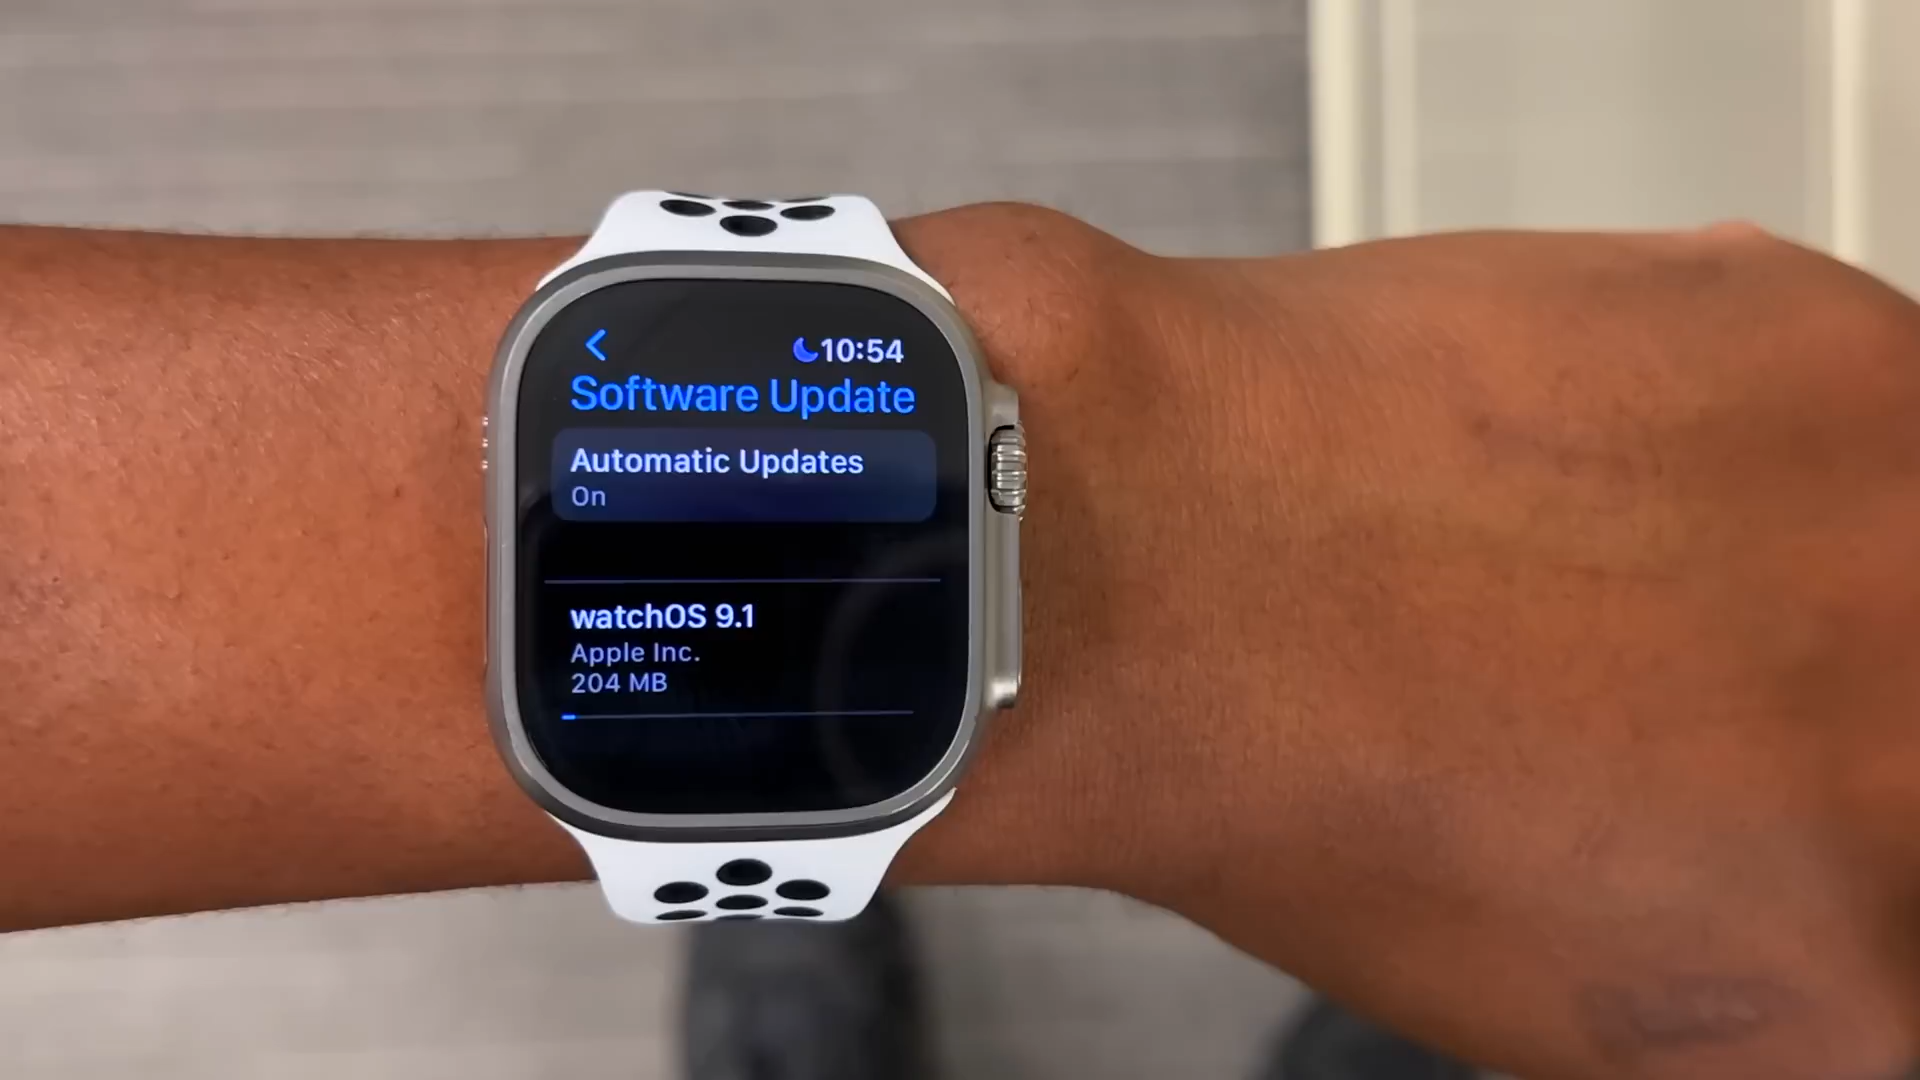 10:54
Software Update
Automatic Updates
On
watchOS 9.1
Apple Inc.
204 MB